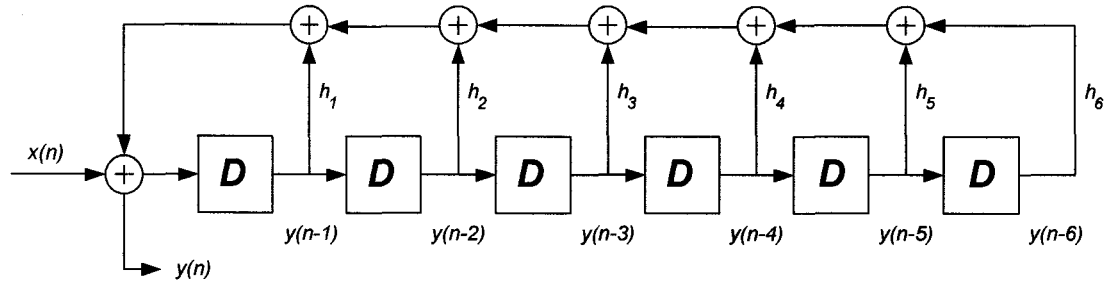 h1 h2 h3 h4 h5 h6
x(n) + D D D D D D
y(n-1) y(n-2) y(n-3) y(n-4) y(n-5) y(n-6)
y(n)